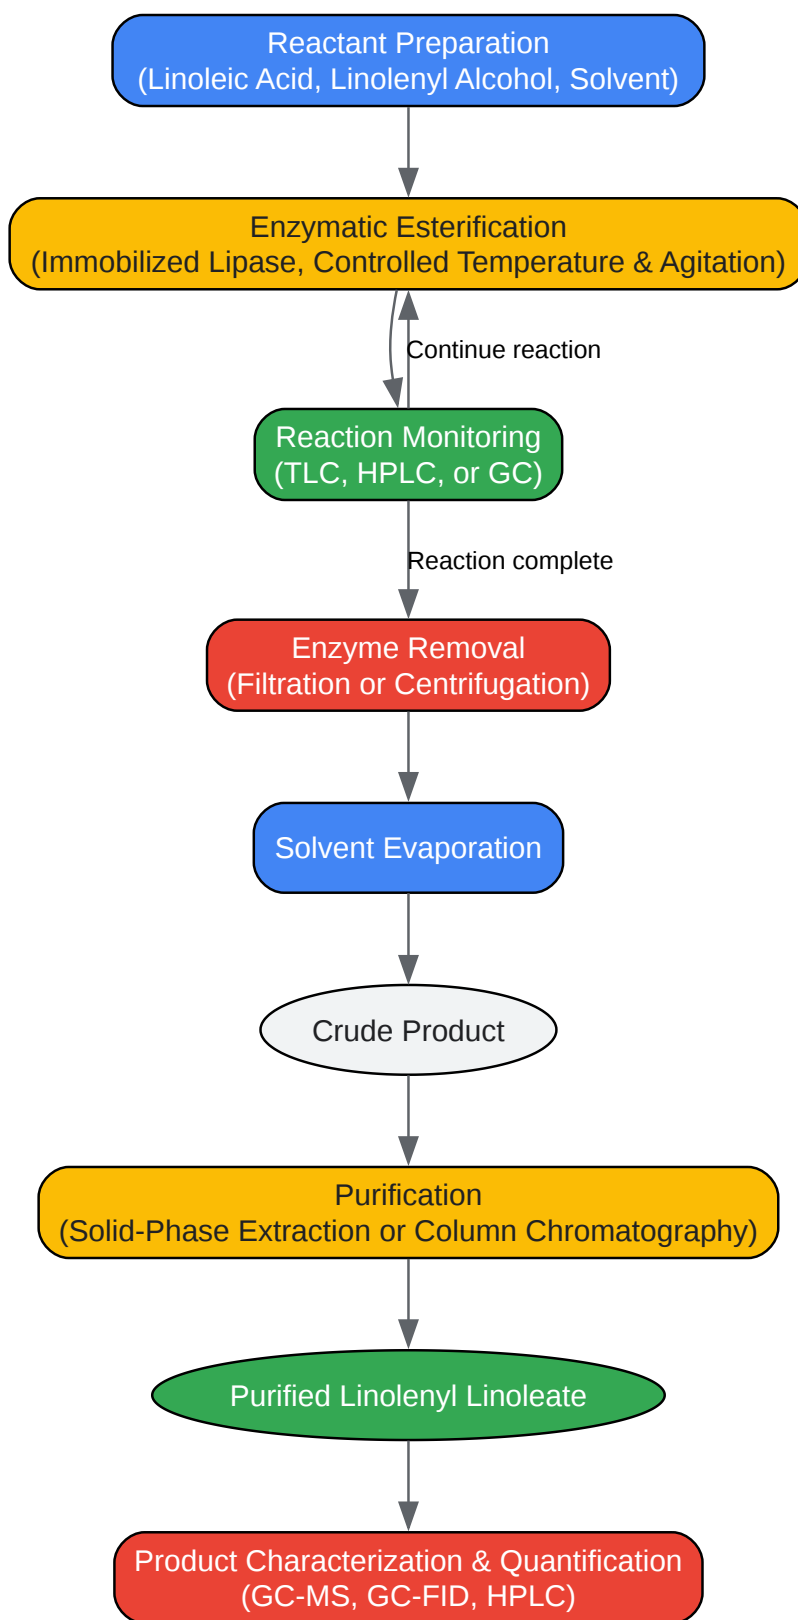 Reactant Preparation
(Linoleic Acid, Linolenyl Alcohol, Solvent)
Enzymatic Esterification
(Immobilized Lipase, Controlled Temperature & Agitation)
Continue reaction
Reaction Monitoring
(TLC, HPLC, or GC)
Reaction complete
Enzyme Removal
(Filtration or Centrifugation)
Solvent Evaporation
Crude Product
Purification
(Solid-Phase Extraction or Column Chromatography)
Purified Linolenyl Linoleate
Product Characterization & Quantification
(GC-MS, GC-FID, HPLC)